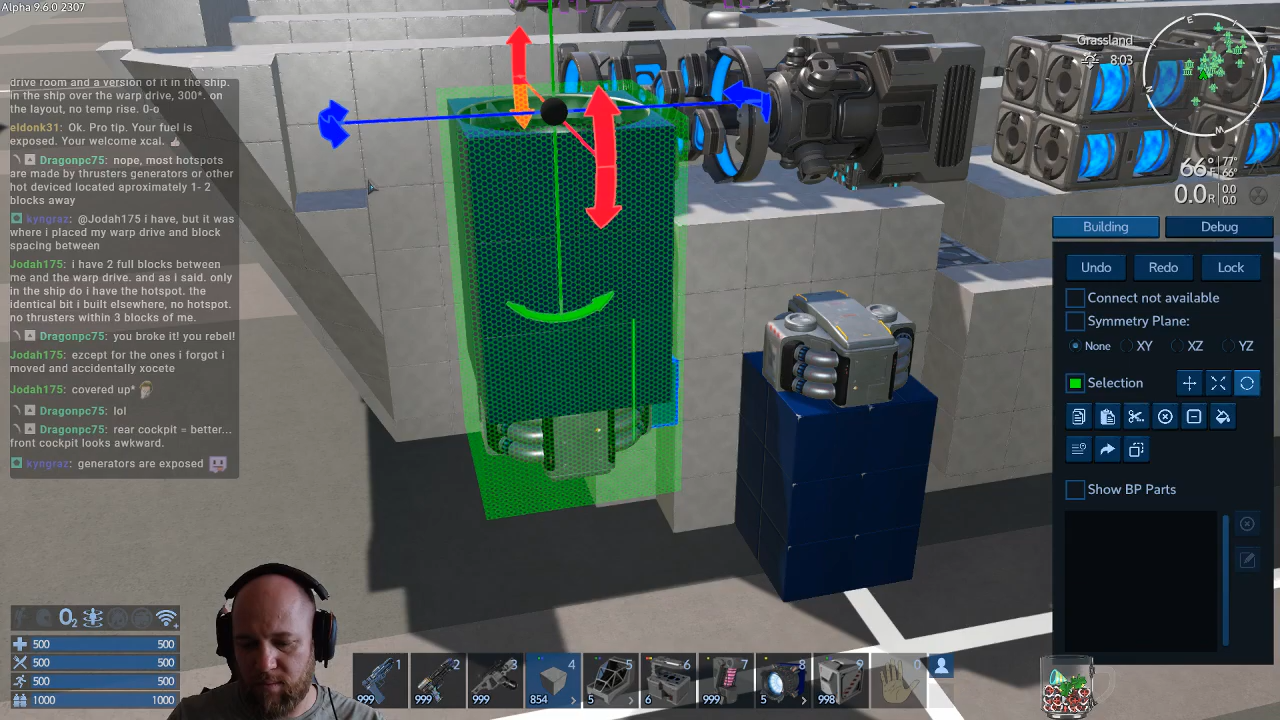 Alpha 9.6.0 2307
drive room and a version of it in the ship.
in the ship over the warp drive, 300*. on
the layout, no temp rise. 0-o
eldonk31: Ok. Pro tip. Your fuel is
exposed. Your welcome xcal.
Dragonpc75: nope, most hotspots
are made by thrusters generators or other
hot deviced located aproximately 1- 2
blocks away
kyngraz: @Jodah175 i have, but it was
where i placed my warp drive and block
spacing between
Jodah175: i have 2 full blocks between
me and the warp drive. and as i said. only
in the ship do i have the hotspot. the
identical bit i built elsewhere, no hotspot.
no thrusters within 3 blocks of me.
Dragonpc75: you broke it! you rebel!
Jodah175: ezcept for the ones i forgot i
moved and accidentally xocete
Jodah175: covered up*
Dragonpc75: lol
Dragonpc75: rear cockpit = better...
front cockpit looks awkward.
kyngraz: generators are exposed
Grassland
8:03
E
S
N
66°F 77° 66°
0.0R 0.0 0.0
Building Debug
Undo Redo Lock
Connect not available
Symmetry Plane:
None XY XZ YZ
Selection
Show BP Parts
O2
500 500
500 500
500 500
1000 1000
1 999
2 999
3 999
4 854
5 5
6 6
7 999
8 5
9 998
0